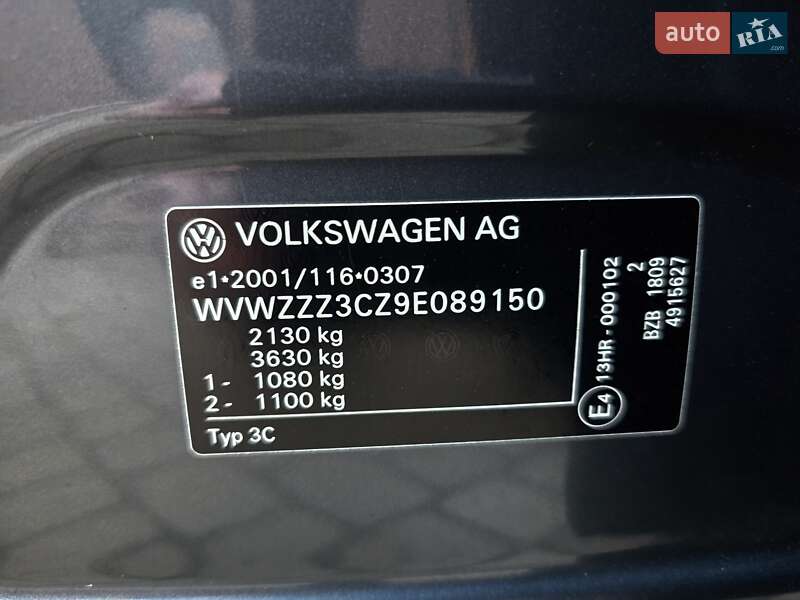 auto RIA .com
VOLKSWAGEN AG
e1*2001/116*0307
WVWZZZ3CZ9E089150
2130 kg
3630 kg
1- 1080 kg
2- 1100 kg
Typ 3C
E4 13HR-000102
2
BZB 1809
4915627